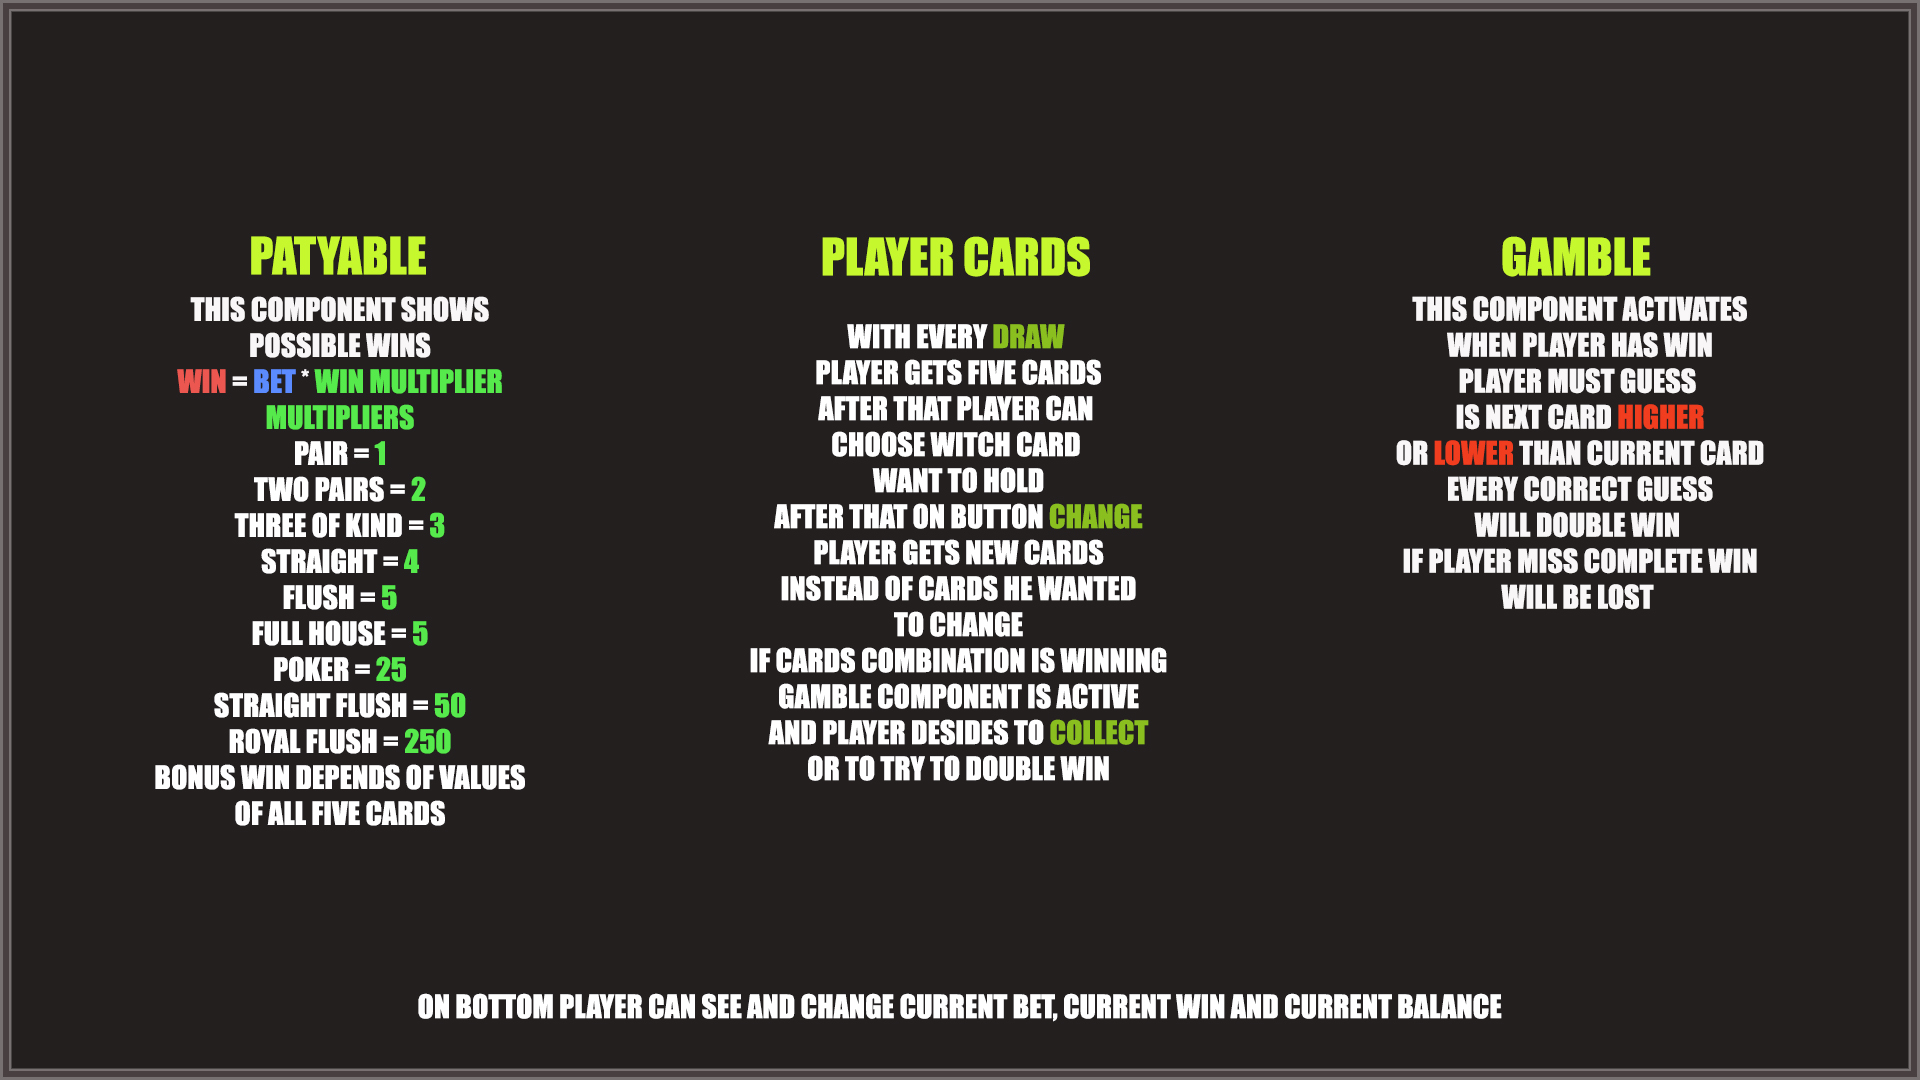 PATYABLE
THIS COMPONENT SHOWS
POSSIBLE WINS
WIN = BET * WIN MULTIPLIER
MULTIPLIERS
PAIR = 1
TWO PAIRS = 2
THREE OF KIND = 3
STRAIGHT = 4
FLUSH = 5
FULL HOUSE = 5
POKER = 25
STRAIGHT FLUSH = 50
ROYAL FLUSH = 250
BONUS WIN DEPENDS OF VALUES
OF ALL FIVE CARDS
PLAYER CARDS
WITH EVERY DRAW
PLAYER GETS FIVE CARDS
AFTER THAT PLAYER CAN
CHOOSE WITCH CARD
WANT TO HOLD
AFTER THAT ON BUTTON CHANGE
PLAYER GETS NEW CARDS
INSTEAD OF CARDS HE WANTED
TO CHANGE
IF CARDS COMBINATION IS WINNING
GAMBLE COMPONENT IS ACTIVE
AND PLAYER DESIDES TO COLLECT
OR TO TRY TO DOUBLE WIN
GAMBLE
THIS COMPONENT ACTIVATES
WHEN PLAYER HAS WIN
PLAYER MUST GUESS
IS NEXT CARD HIGHER
OR LOWER THAN CURRENT CARD
EVERY CORRECT GUESS
WILL DOUBLE WIN
IF PLAYER MISS COMPLETE WIN
WILL BE LOST
ON BOTTOM PLAYER CAN SEE AND CHANGE CURRENT BET, CURRENT WIN AND CURRENT BALANCE